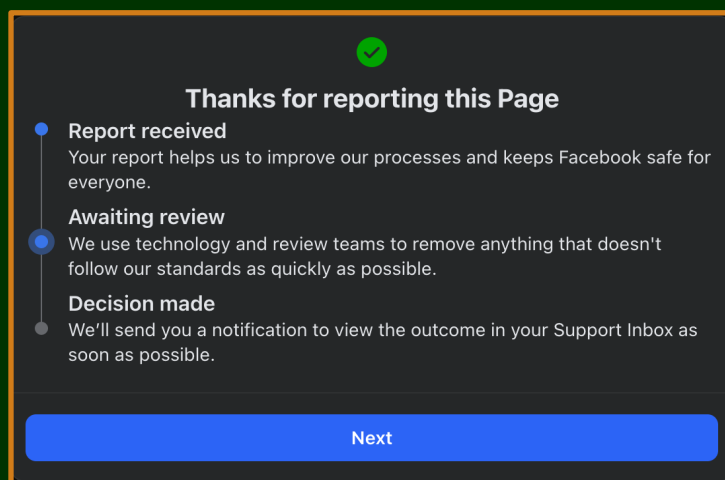 Thanks for reporting this Page
Report received
Your report helps us to improve our processes and keeps Facebook safe for
everyone.
Awaiting review
We use technology and review teams to remove anything that doesn't
follow our standards as quickly as possible.
Decision made
We’ll send you a notification to view the outcome in your Support Inbox as
soon as possible.
Next